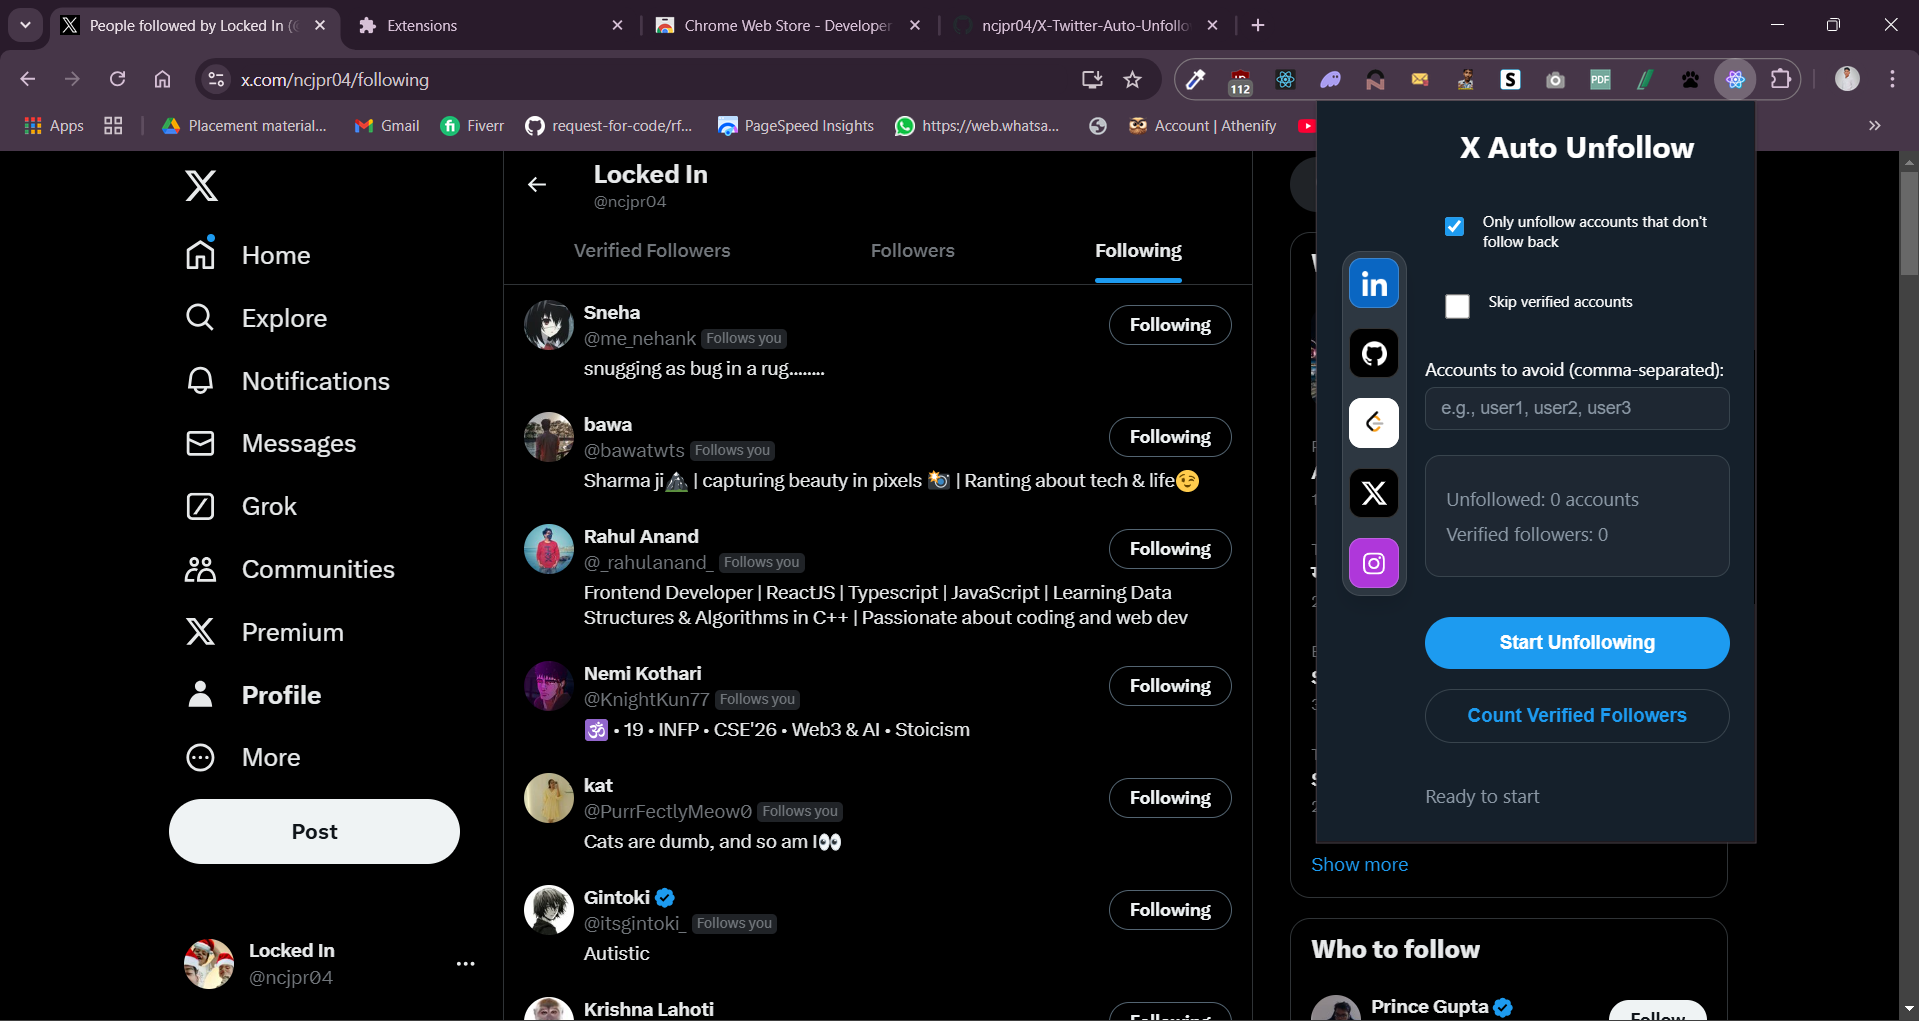 People followed by Locked In (@
Extensions
Chrome Web Store - Developer
ncjpr04/X-Twitter-Auto-Unfollo
x.com/ncjpr04/following
112
S
PDF
Apps
Placement material...
Gmail
fi
Fiverr
request-for-code/rf...
PageSpeed Insights
https://web.whatsa...
Account | Athenify
Home
Explore
Notifications
Messages
Grok
Communities
Premium
Profile
More
Post
Locked In
@ncjpr04
Locked In
@ncjpr04
Verified Followers
Followers
Following
Sneha
@me_nehank Follows you
snugging as bug in a rug........
Following
bawa
@bawatwts Follows you
Sharma ji🏔 | capturing beauty in pixels 📸 | Ranting about tech & life😉
Following
Rahul Anand
@_rahul.anand_ Follows you
Frontend Developer | ReactJS | Typescript | JavaScript | Learning Data
Structures & Algorithms in C++ | Passionate about coding and web dev
Following
Nemi Kothari
@KnightKun77 Follows you
🕉 • 19 • INFP • CSE'26 • Web3 & AI • Stoicism
Following
kat
@PurrFectlyMeow0 Follows you
Cats are dumb, and so am I👀
Following
Gintoki
@itsgintoki_ Follows you
Autistic
Following
Krishna Lahoti
Following
X Auto Unfollow
Only unfollow accounts that don't
follow back
Skip verified accounts
in
Accounts to avoid (comma-separated):
e.g., user1, user2, user3
Unfollowed: 0 accounts
Verified followers: 0
Start Unfollowing
Count Verified Followers
Ready to start
Show more
Who to follow
Prince Gupta
Follow